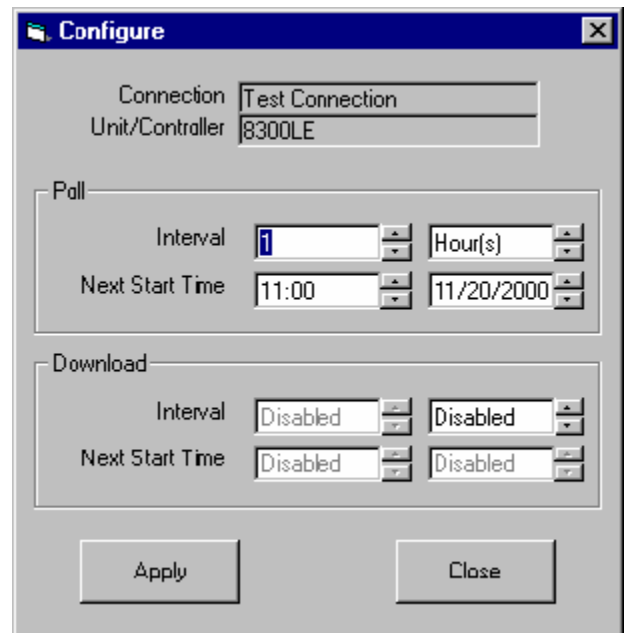 Configure
Connection Test Connection
Unit/Controller 8300LE
Poll
Interval 1 Hour(s)
Next Start Time 11:00 11/20/2000
Download
Interval Disabled Disabled
Next Start Time Disabled Disabled
Apply Close